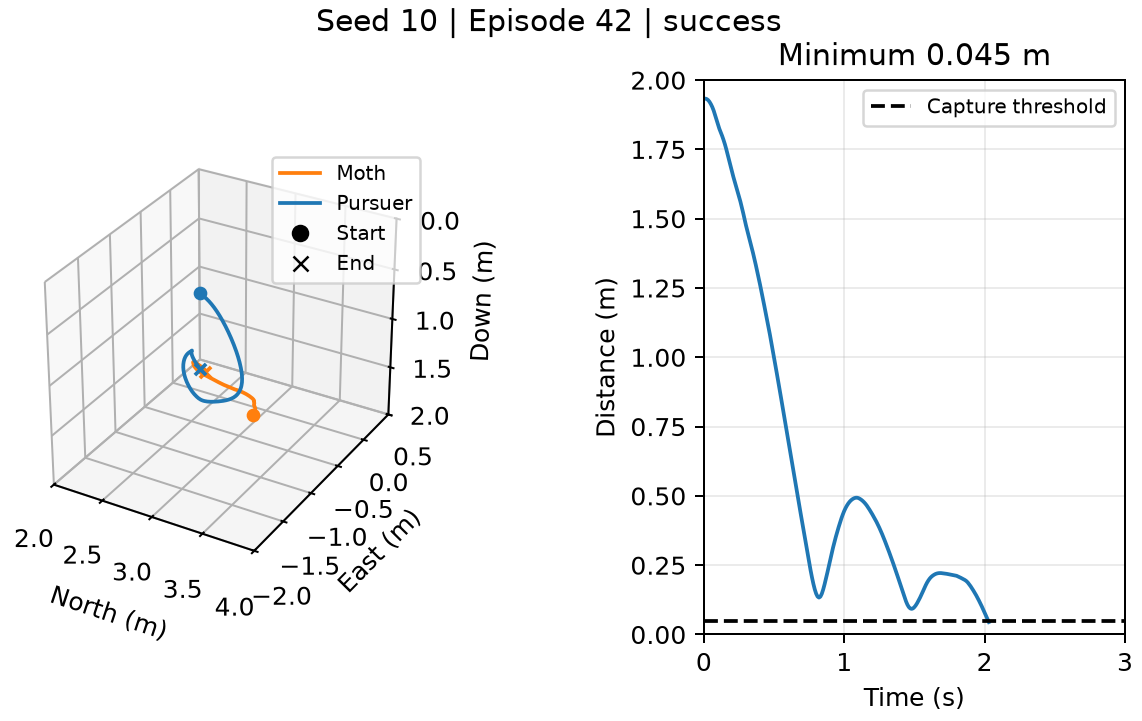 Seed 10 | Episode 42 | success
Moth
Pursuer
Start
End
0.0
0.5
1.0
1.5
2.0
Down (m)
0.5
0.0
−0.5
−1.0
−1.5
−2.0
East (m)
2.0
2.5
3.0
3.5
4.0
North (m)
Minimum 0.045 m
Capture threshold
2.00
1.75
1.50
1.25
1.00
0.75
0.50
0.25
0.00
Distance (m)
0 1 2 3
Time (s)